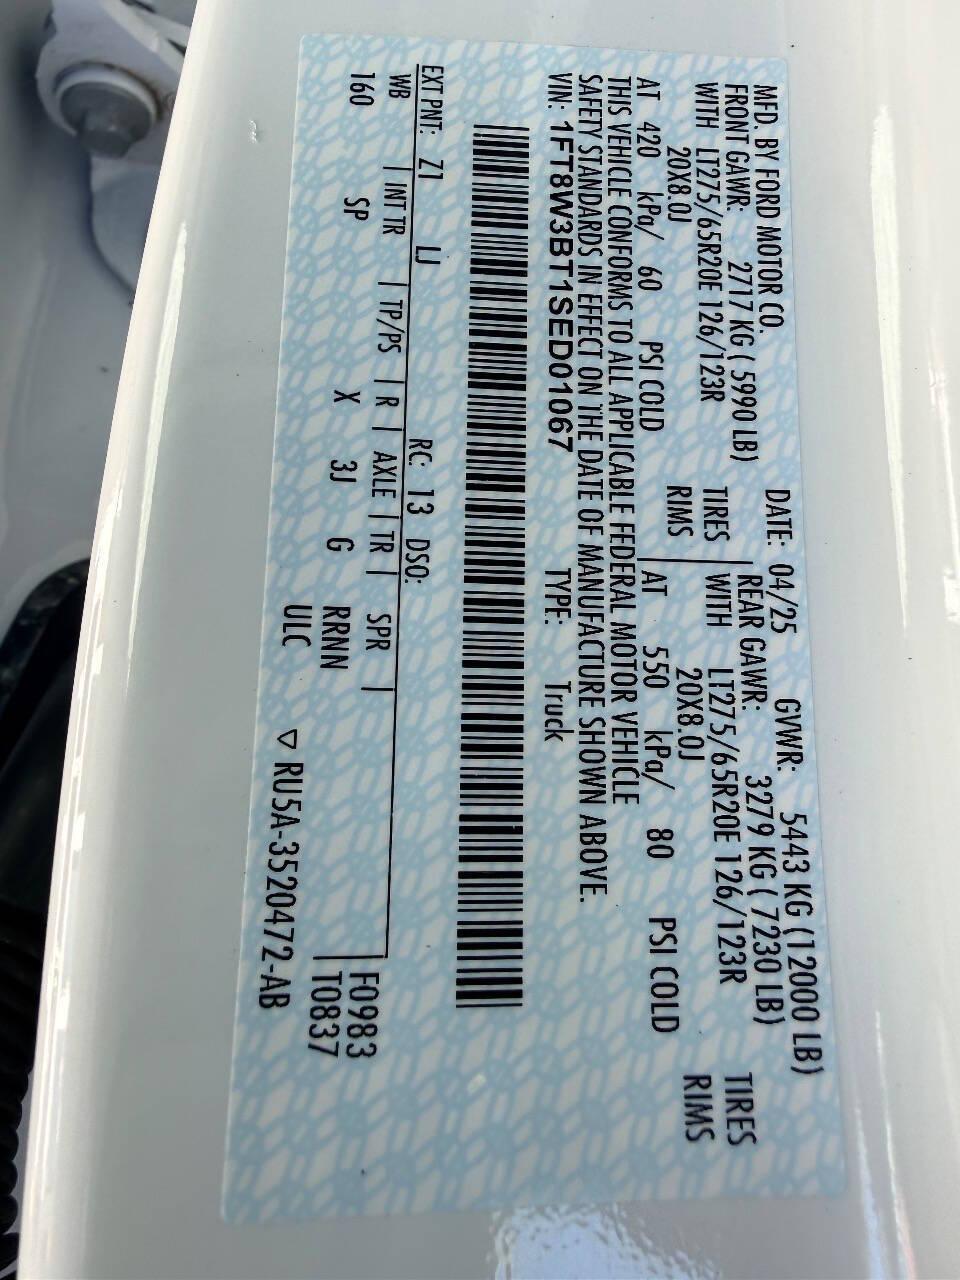 MFD. BY FORD MOTOR CO. DATE: 04/25 GVWR: 5443 KG (12000 LB)
FRONT GAWR: 2717 KG ( 5990 LB) REAR GAWR: 3279 KG ( 7230 LB)
WITH LT275/65R20E 126/123R TIRES WITH LT275/65R20E 126/123R TIRES
20X8.0J RIMS 20X8.0J RIMS
AT 420 kPa/ 60 PSI COLD AT 550 kPa/ 80 PSI COLD
THIS VEHICLE CONFORMS TO ALL APPLICABLE FEDERAL MOTOR VEHICLE
SAFETY STANDARDS IN EFFECT ON THE DATE OF MANUFACTURE SHOWN ABOVE.
VIN: 1FT8W3BT1SED01067 TYPE: Truck
EXT PNT: Z1 LJ RC: 13 DSO:
WB INT TR TP/PS R AXLE TR SPR F0983
160 SP X 3J G RRNN T0837
ULC ▽ RU5A-3520472-AB